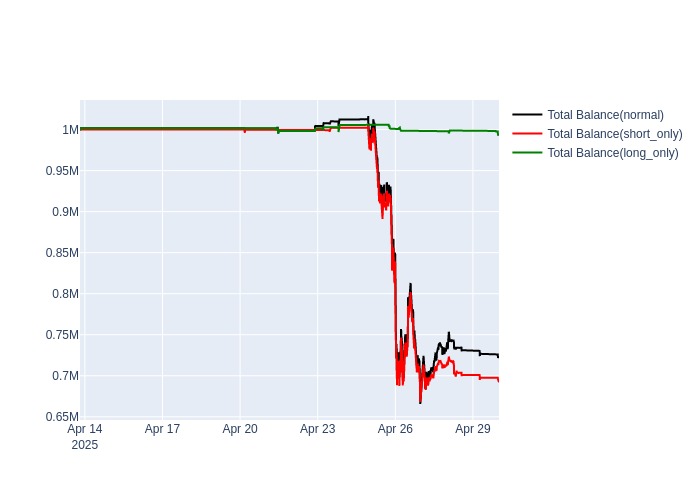 Total Balance(normal)
Total Balance(short_only)
Total Balance(long_only)
1M
0.95M
0.9M
0.85M
0.8M
0.75M
0.7M
0.65M
Apr 14
2025
Apr 17
Apr 20
Apr 23
Apr 26
Apr 29